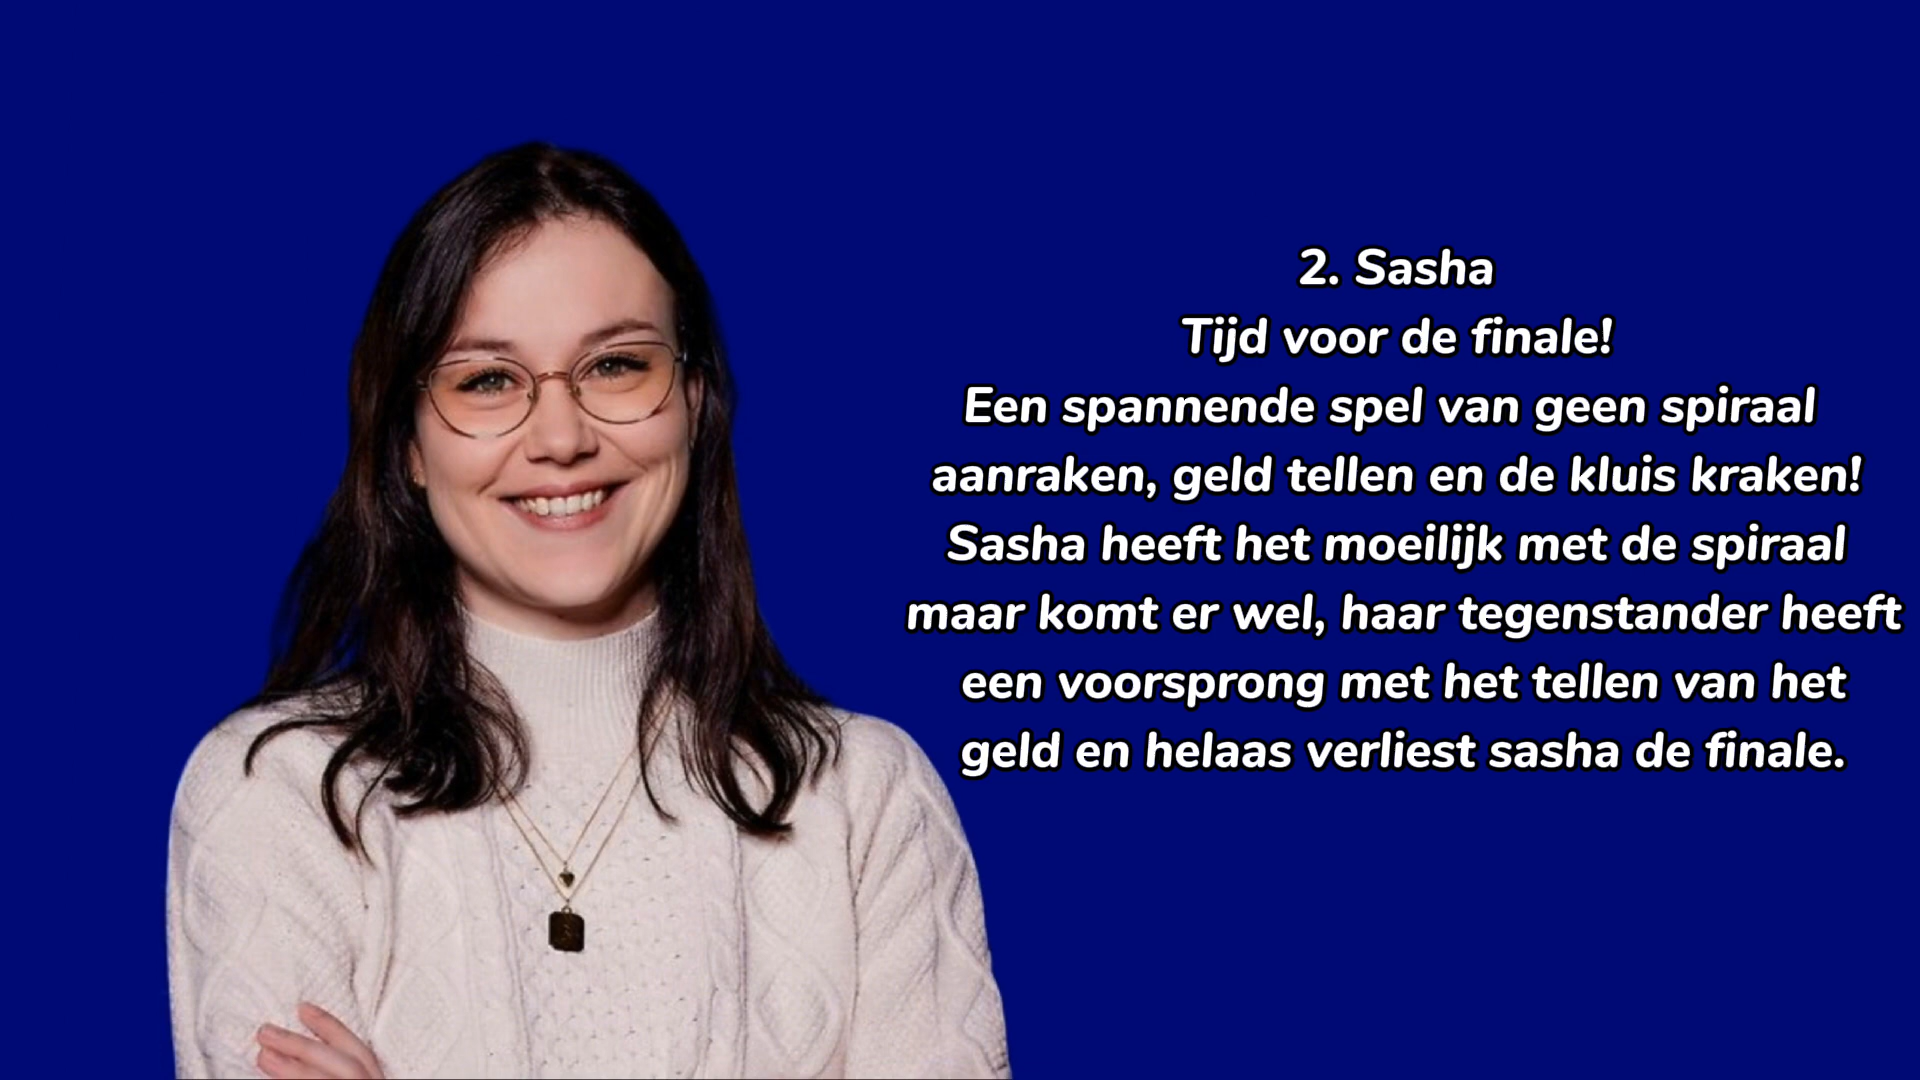 2. Sasha
Tijd voor de finale!
Een spannende spel van geen spiraal
aanraken, geld tellen en de kluis kraken!
Sasha heeft het moeilijk met de spiraal
maar komt er wel, haar tegenstander heeft
een voorsprong met het tellen van het
geld en helaas verliest sasha de finale.